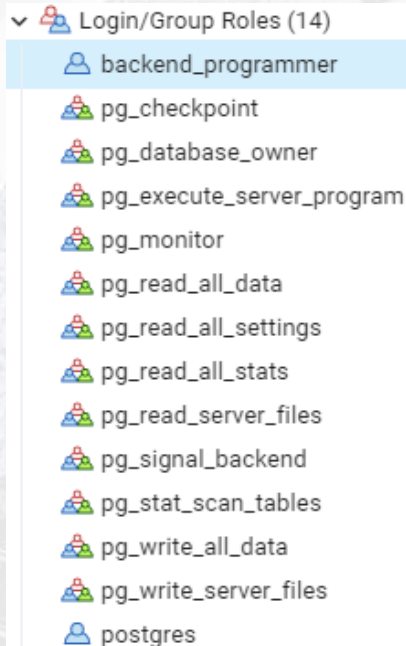 Login/Group Roles (14)
backend_programmer
pg_checkpoint
pg_database_owner
pg_execute_server_program
pg_monitor
pg_read_all_data
pg_read_all_settings
pg_read_all_stats
pg_read_server_files
pg_signal_backend
pg_stat_scan_tables
pg_write_all_data
pg_write_server_files
postgres